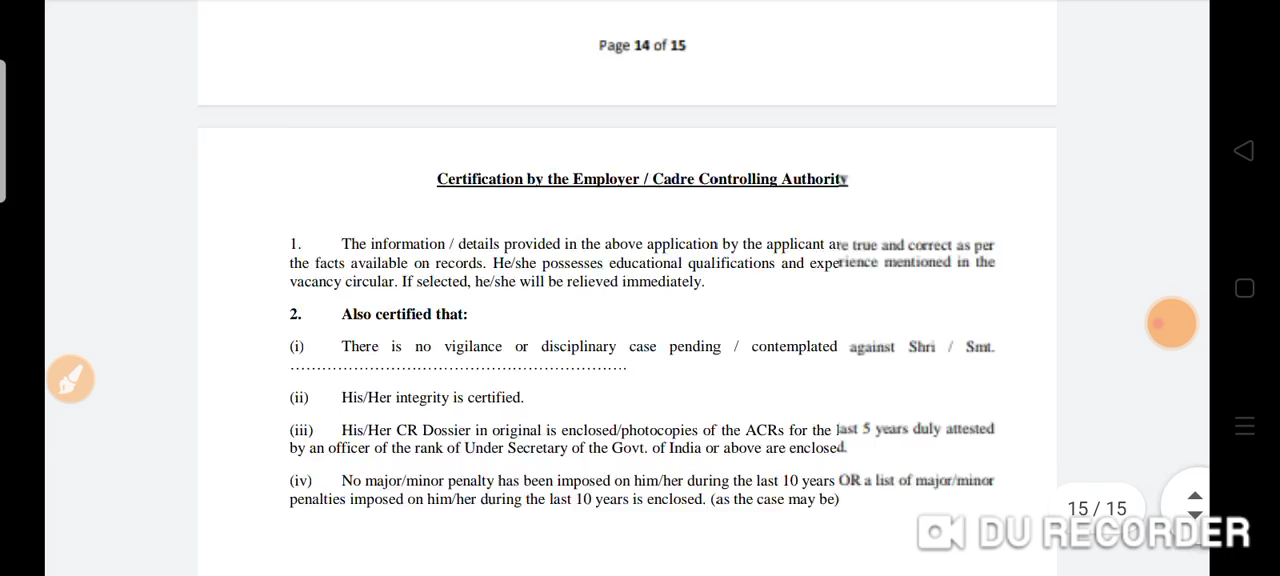 Page 14 of 15
Certification by the Employer / Cadre Controlling Authority
1. The information / details provided in the above application by the applicant are true and correct as per
the facts available on records. He/she possesses educational qualifications and experience mentioned in the
vacancy circular. If selected, he/she will be relieved immediately.
2. Also certified that:
(i) There is no vigilance or disciplinary case pending / contemplated against Shri / Smt.
................................................................
(ii) His/Her integrity is certified.
(iii) His/Her CR Dossier in original is enclosed/photocopies of the ACRs for the last 5 years duly attested
by an officer of the rank of Under Secretary of the Govt. of India or above are enclosed.
(iv) No major/minor penalty has been imposed on him/her during the last 10 years OR a list of major/minor
penalties imposed on him/her during the last 10 years is enclosed. (as the case may be)
15 / 15
DU RECORDER